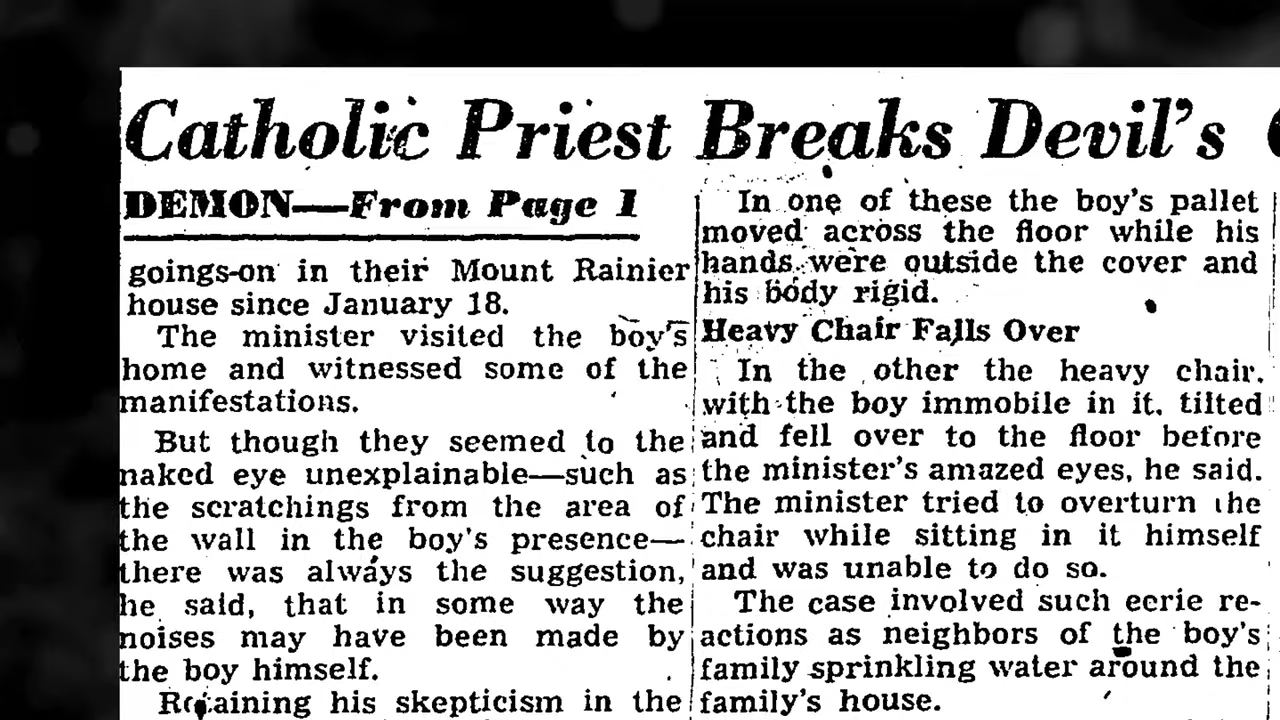 Catholic Priest Breaks Devil's
DEMON—From Page 1
goings-on in their Mount Rainier
house since January 18.
The minister visited the boy's
home and witnessed some of the
manifestations.
But though they seemed to the
naked eye unexplainable—such as
the scratchings from the area of
the wall in the boy's presence—
there was always the suggestion,
he said, that in some way the
noises may have been made by
the boy himself.
Retaining his skepticism in the
In one of these the boy's pallet
moved across the floor while his
hands were outside the cover and
his body rigid.
Heavy Chair Falls Over
In the other the heavy chair,
with the boy immobile in it, tilted
and fell over to the floor before
the minister's amazed eyes, he said.
The minister tried to overturn the
chair while sitting in it himself
and was unable to do so.
The case involved such eerie re-
actions as neighbors of the boy's
family sprinkling water around the
family's house.